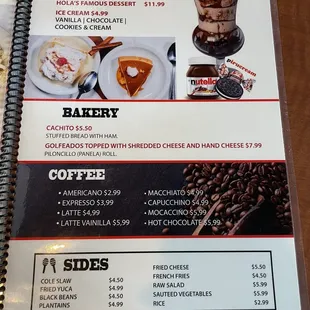 HOLA'S FAMOUS DESSERT $11.99
ICE CREAM $4.99
VANILLA | CHOCOLATE |
COOKIES & CREAM
nutella
BAKERY
CACHITO $5.50
STUFFED BREAD WITH HAM.
GOLFEADOS TOPPED WITH SHREDDED CHEESE AND HAND CHEESE $7.99
PILONCILLO (PANELA) ROLL.
COFFEE
• AMERICANO $2,99
• EXPRESSO $3,99
• LATTE $4,99
• LATTE VAINILLA $5,99
• MACCHIATO $4,99
• CAPUCCHINO $4,99
• MOCACCINO $5,99
• HOT CHOCOLATE $5,99
SIDES
COLE SLAW $4.50
FRIED YUCA $4.99
BLACK BEANS $4.50
PLANTAINS $4.99
FRIED CHEESE $5.50
FRENCH FRIES $4.50
RAW SALAD $5.99
SAUTEED VEGETABLES $5.99
RICE $2.99